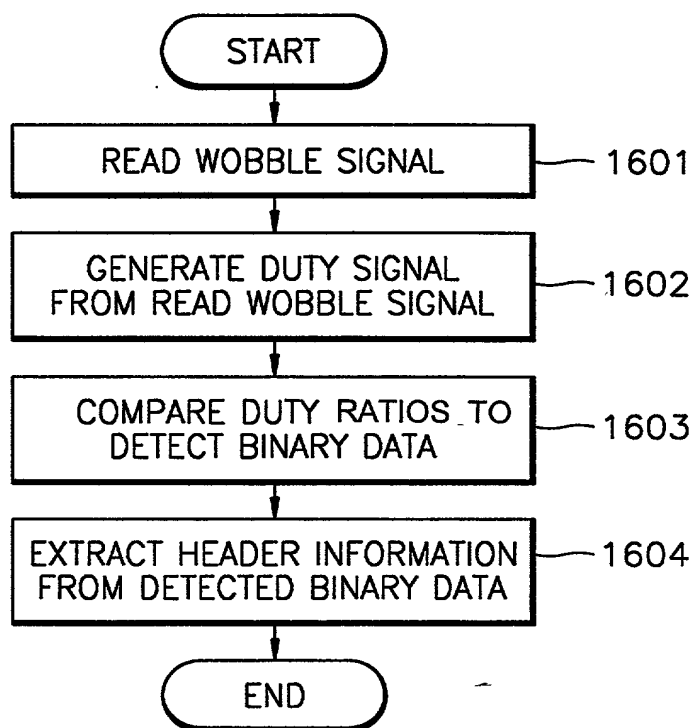 START
READ WOBBLE SIGNAL
1601
GENERATE DUTY SIGNAL
FROM READ WOBBLE SIGNAL
1602
COMPARE DUTY RATIOS TO
DETECT BINARY DATA
1603
EXTRACT HEADER INFORMATION
FROM DETECTED BINARY DATA
1604
END